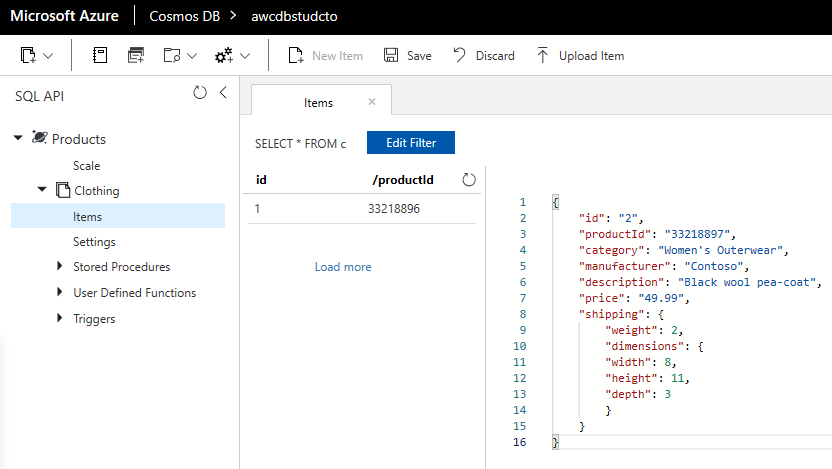 Microsoft Azure Cosmos DB > awcdbstudcto
New Item Save Discard Upload Item
SQL API
Products
Scale
Clothing
Items
Settings
Stored Procedures
User Defined Functions
Triggers
Items ×
SELECT * FROM c Edit Filter
id /productId
1 33218896
Load more
1 {
2 "id": "2",
3 "productId": "33218897",
4 "category": "Women's Outerwear",
5 "manufacturer": "Contoso",
6 "description": "Black wool pea-coat",
7 "price": "49.99",
8 "shipping": {
9 "weight": 2,
10 "dimensions": {
11 "width": 8,
12 "height": 11,
13 "depth": 3
14 }
15 }
16 }